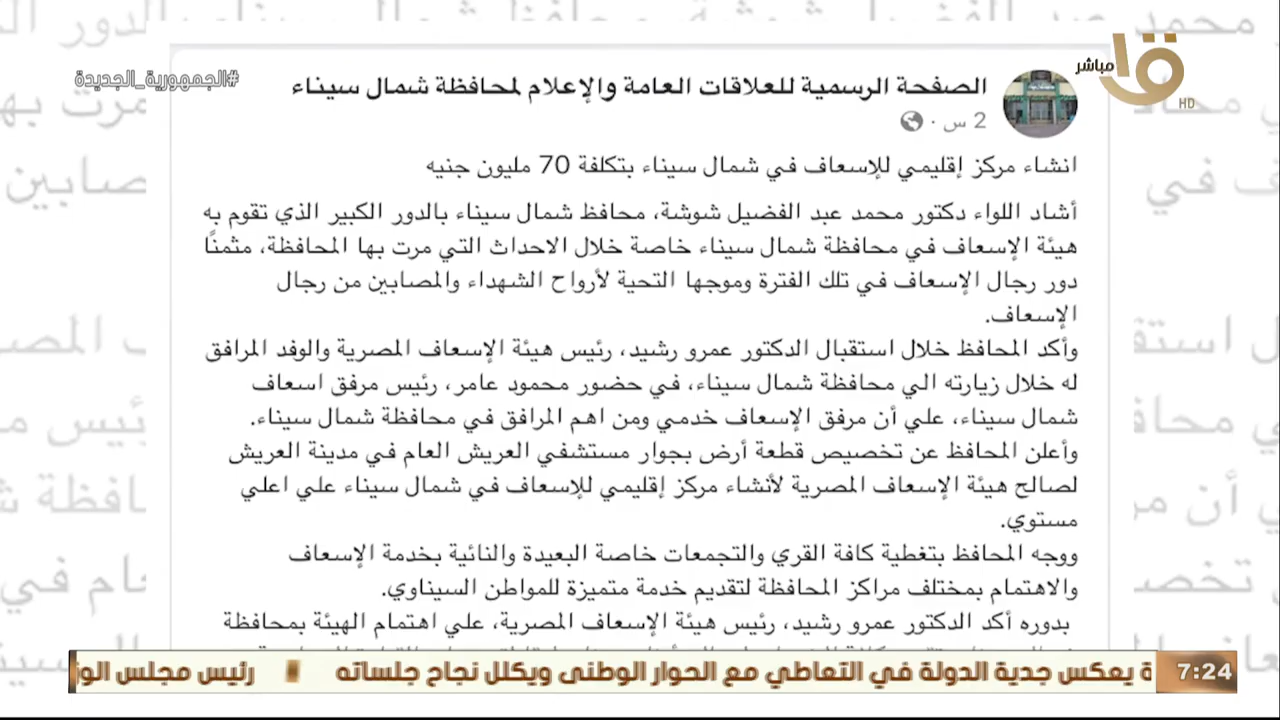 #الجمهورية_الجديدة
مباشر
HD
الصفحة الرسمية للعلاقات العامة والإعلام لمحافظة شمال سيناء
2 س ·
انشاء مركز إقليمي للإسعاف في شمال سيناء بتكلفة 70 مليون جنيه
أشاد اللواء دكتور محمد عبد الفضيل شوشة، محافظ شمال سيناء بالدور الكبير الذي تقوم به
هيئة الإسعاف في محافظة شمال سيناء خاصة خلال الاحداث التي مرت بها المحافظة، مثمنًا
دور رجال الإسعاف في تلك الفترة وموجها التحية لأرواح الشهداء والمصابين من رجال
الإسعاف.
وأكد المحافظ خلال استقبال الدكتور عمرو رشيد، رئيس هيئة الإسعاف المصرية والوفد المرافق
له خلال زيارته الي محافظة شمال سيناء، في حضور محمود عامر، رئيس مرفق اسعاف
شمال سيناء، علي أن مرفق الإسعاف خدمي ومن اهم المرافق في محافظة شمال سيناء.
وأعلن المحافظ عن تخصيص قطعة أرض بجوار مستشفي العريش العام في مدينة العريش
لصالح هيئة الإسعاف المصرية لأنشاء مركز إقليمي للإسعاف في شمال سيناء علي اعلي
مستوي.
ووجه المحافظ بتغطية كافة القري والتجمعات خاصة البعيدة والنائية بخدمة الإسعاف
والاهتمام بمختلف مراكز المحافظة لتقديم خدمة متميزة للمواطن السيناوي.
بدوره أكد الدكتور عمرو رشيد، رئيس هيئة الإسعاف المصرية، علي اهتمام الهيئة بمحافظة
ة يعكس جدية الدولة في التعاطي مع الحوار الوطنى ويكلل نجاح جلساته رئيس مجلس الوز
7:24